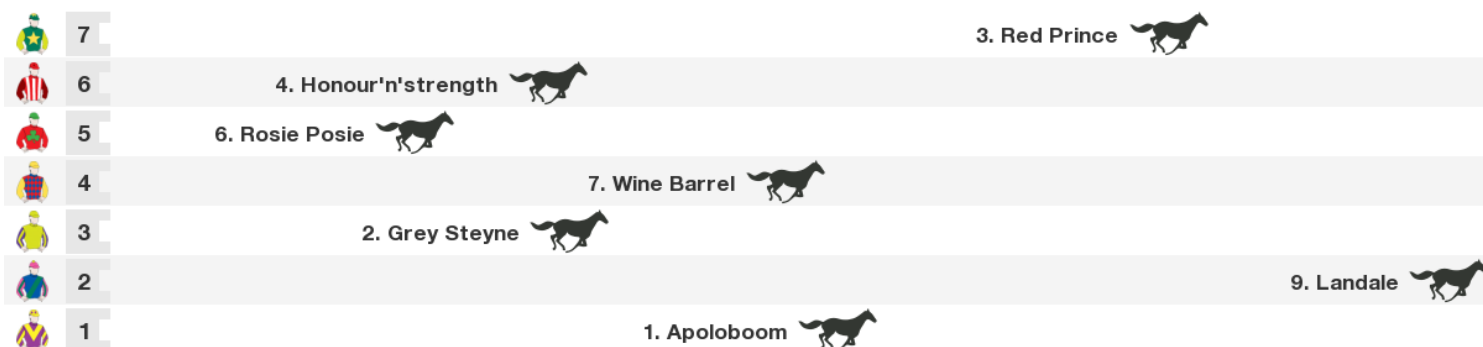 7 3. Red Prince
6 4. Honour'n'strength
5 6. Rosie Posie
4 7. Wine Barrel
3 2. Grey Steyne
2 9. Landale
1 1. Apoloboom